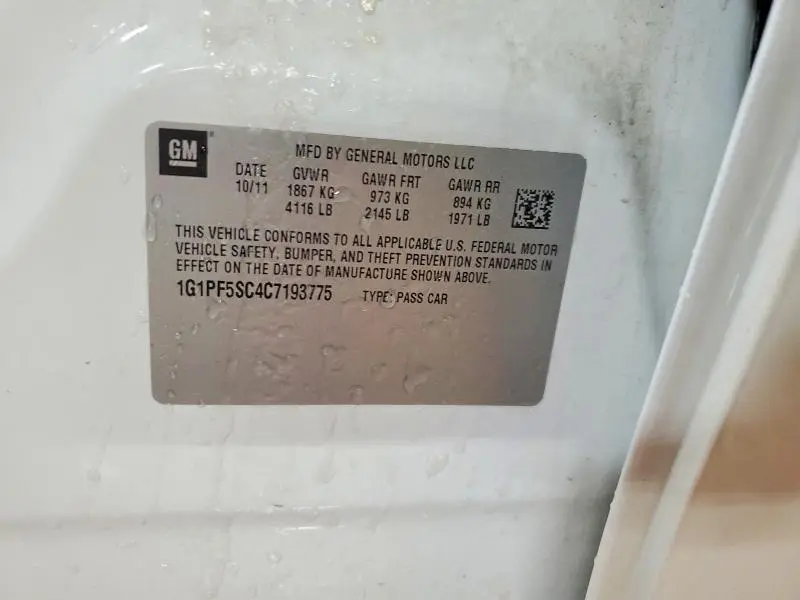 GM
MFD BY GENERAL MOTORS LLC
DATE GVWR GAWR FRT GAWR RR
10/11 1867 KG 973 KG 894 KG
4116 LB 2145 LB 1971 LB
THIS VEHICLE CONFORMS TO ALL APPLICABLE U.S. FEDERAL MOTOR
VEHICLE SAFETY, BUMPER, AND THEFT PREVENTION STANDARDS IN
EFFECT ON THE DATE OF MANUFACTURE SHOWN ABOVE.
1G1PF5SC4C7193775 TYPE: PASS CAR